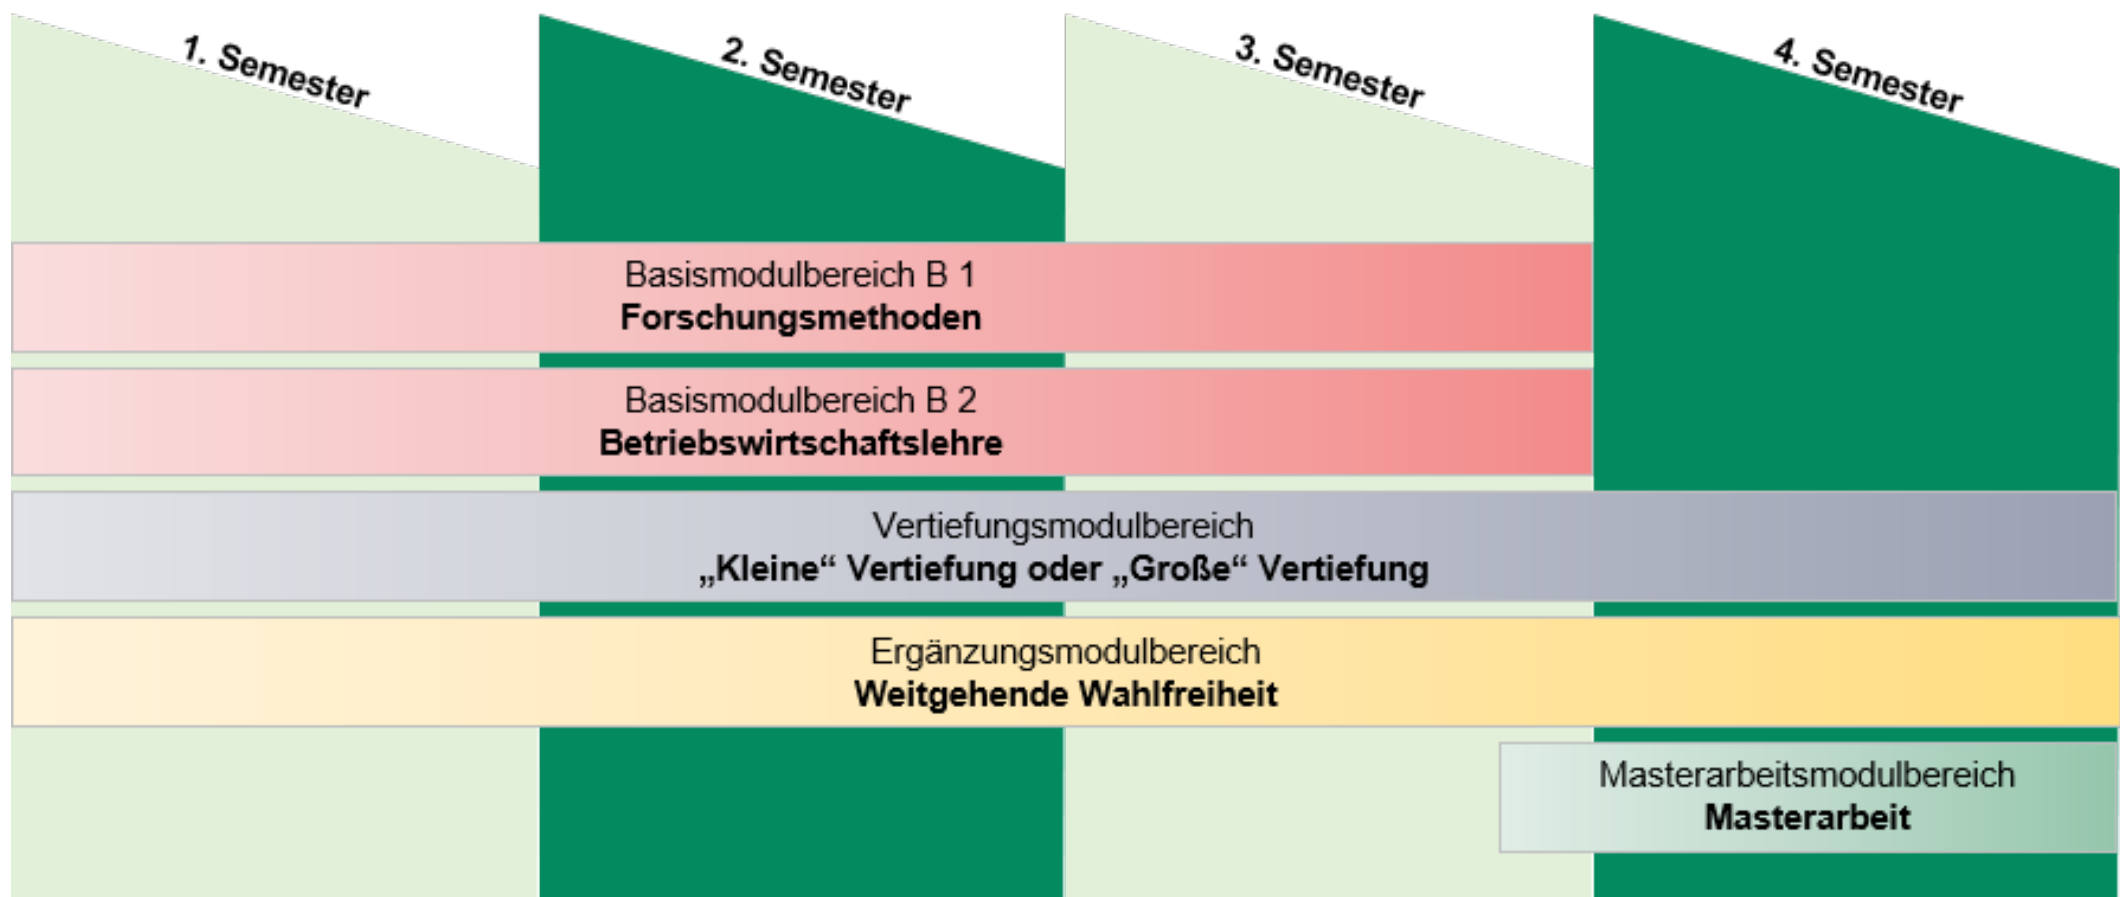 1. Semester
2. Semester
3. Semester
4. Semester
Basismodulbereich B 1
Forschungsmethoden
Basismodulbereich B 2
Betriebswirtschaftslehre
Vertiefungsmodulbereich
„Kleine“ Vertiefung oder „Große“ Vertiefung
Ergänzungsmodulbereich
Weitgehende Wahlfreiheit
Masterarbeitsmodulbereich
Masterarbeit